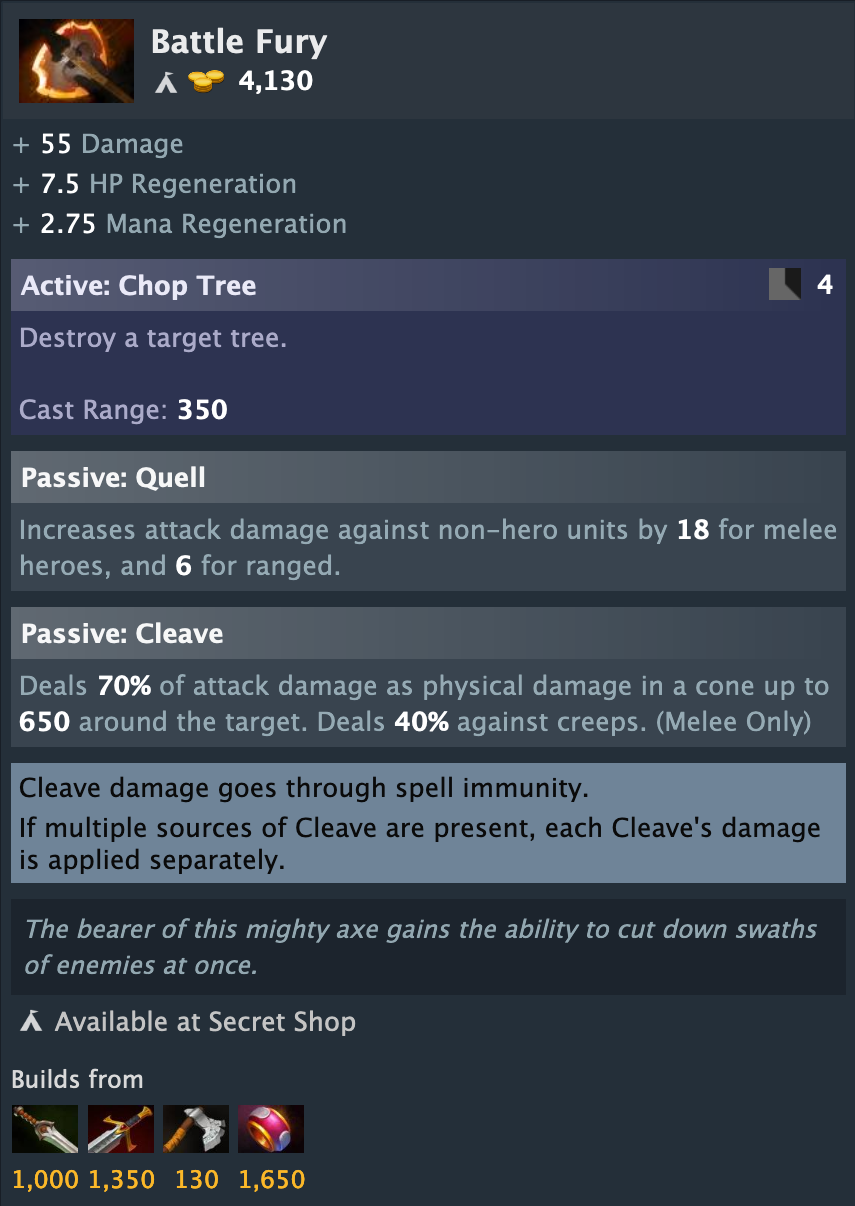 Battle Fury
4,130
+ 55 Damage
+ 7.5 HP Regeneration
+ 2.75 Mana Regeneration
Active: Chop Tree 4
Destroy a target tree.
Cast Range: 350
Passive: Quell
Increases attack damage against non-hero units by 18 for melee
heroes, and 6 for ranged.
Passive: Cleave
Deals 70% of attack damage as physical damage in a cone up to
650 around the target. Deals 40% against creeps. (Melee Only)
Cleave damage goes through spell immunity.
If multiple sources of Cleave are present, each Cleave's damage
is applied separately.
The bearer of this mighty axe gains the ability to cut down swaths
of enemies at once.
Available at Secret Shop
Builds from
1,000 1,350 130 1,650